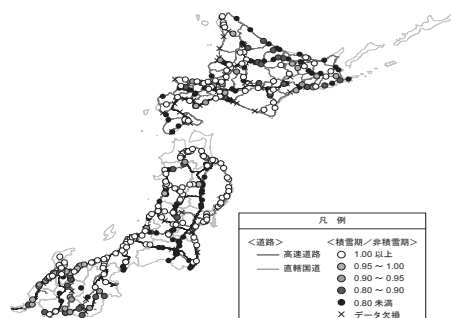 凡 例
<道路> <積雪期/非積雪期>
高速道路 1.00 以上
直轄国道 0.95 ～ 1.00
0.90 ～ 0.95
0.80 ～ 0.90
0.80 未満
データ欠損